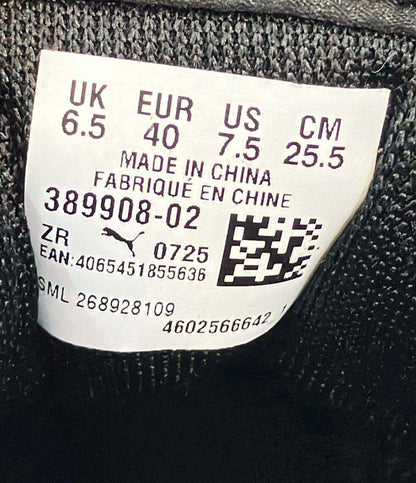 UK EUR US CM
6.5 40 7.5 25.5
MADE IN CHINA
FABRIQUÉ EN CHINE
389908-02
ZR 0725
EAN:4065451855636
SML 268928109
4602566642_1